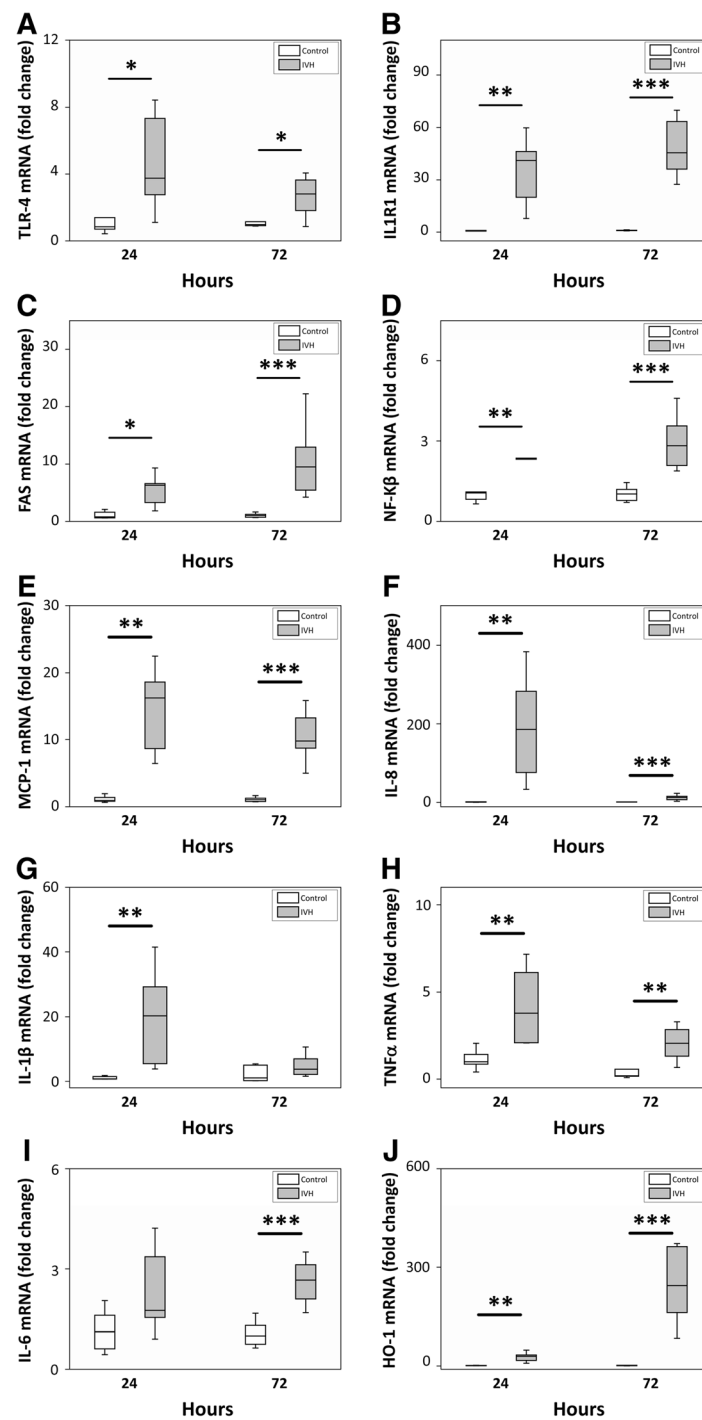 A
TLR-4 mRNA (fold change)
12
8
4
0
Control
IVH
*
*
24
72
Hours
B
IL1R1 mRNA (fold change)
90
60
30
0
Control
IVH
**
***
24
72
Hours
C
FAS mRNA (fold change)
30
20
10
0
Control
IVH
*
***
24
72
Hours
D
NF-Kβ mRNA (fold change)
6
3
0
Control
IVH
**
***
24
72
Hours
E
MCP-1 mRNA (fold change)
30
20
10
0
Control
IVH
**
***
24
72
Hours
F
IL-8 mRNA (fold change)
400
200
0
Control
IVH
**
***
24
72
Hours
G
IL-1β mRNA (fold change)
60
40
20
0
Control
IVH
**
24
72
Hours
H
TNFα mRNA (fold change)
10
5
0
Control
IVH
**
**
24
72
Hours
I
IL-6 mRNA (fold change)
6
3
0
Control
IVH
***
24
72
Hours
J
HO-1 mRNA (fold change)
600
300
0
Control
IVH
**
***
24
72
Hours